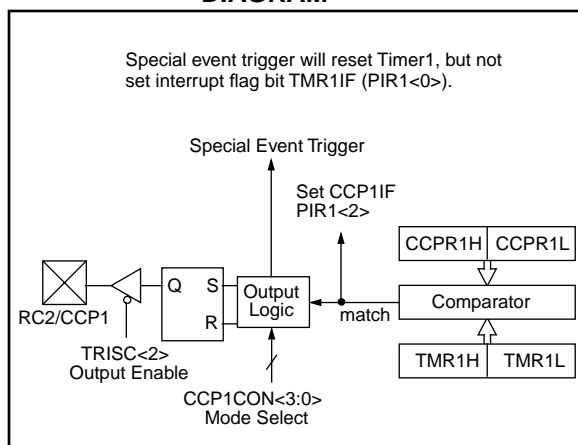 DIAGRAM
Special event trigger will reset Timer1, but not
set interrupt flag bit TMR1IF (PIR1<0>).
Special Event Trigger
Set CCP1IF
PIR1<2>
CCPR1H CCPR1L
Q S Output
Logic
R
match
Comparator
RC2/CCP1
TRISC<2>
Output Enable
TMR1H TMR1L
CCP1CON<3:0>
Mode Select